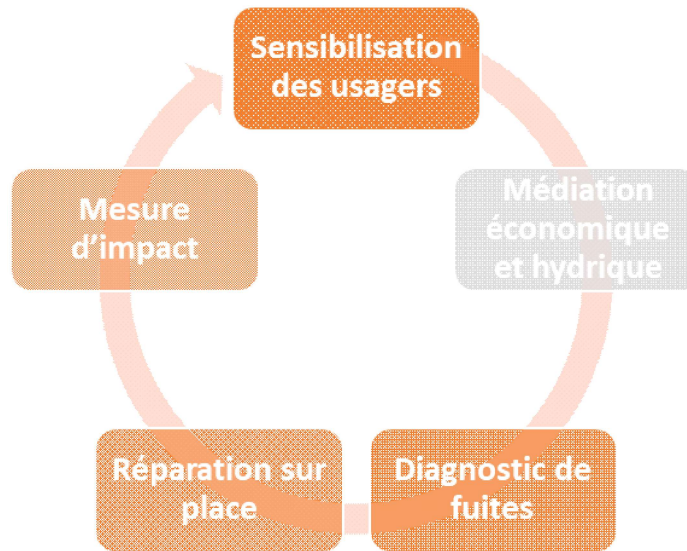 Sensibilisation
des usagers
Médiation
économique
et hydrique
Diagnostic de
fuites
Réparation sur
place
Mesure
d’impact